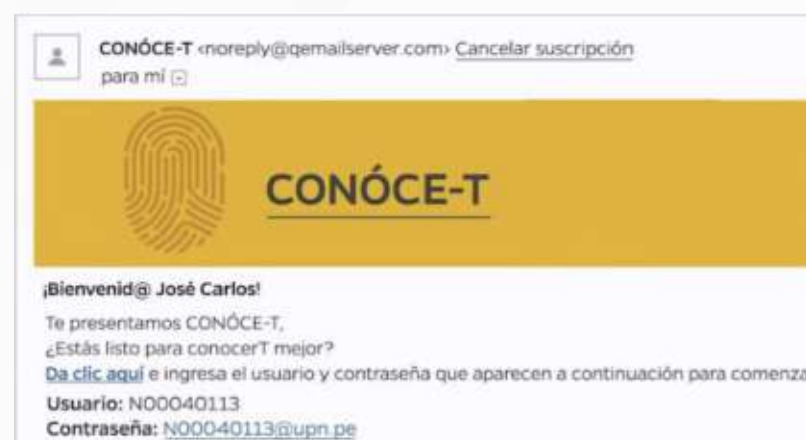 CONÓCE-T <noreply@qemailserver.com> Cancelar suscripción
para mí
CONÓCE-T
¡Bienvenid@ José Carlos!
Te presentamos CONÓCE-T,
¿Estás listo para conocerT mejor?
Da clic aquí e ingresa el usuario y contraseña que aparecen a continuación para comenza
Usuario: N00040113
Contraseña: N00040113@upn.pe